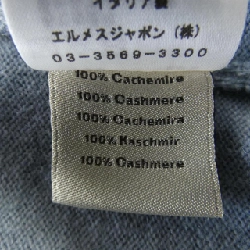 イタリア製
エルメスジャポン (株)
03-3569-3300
100% Cachemire
100% Cashmere
100% Cachemira
100% Kaschmir
100% Cashmere